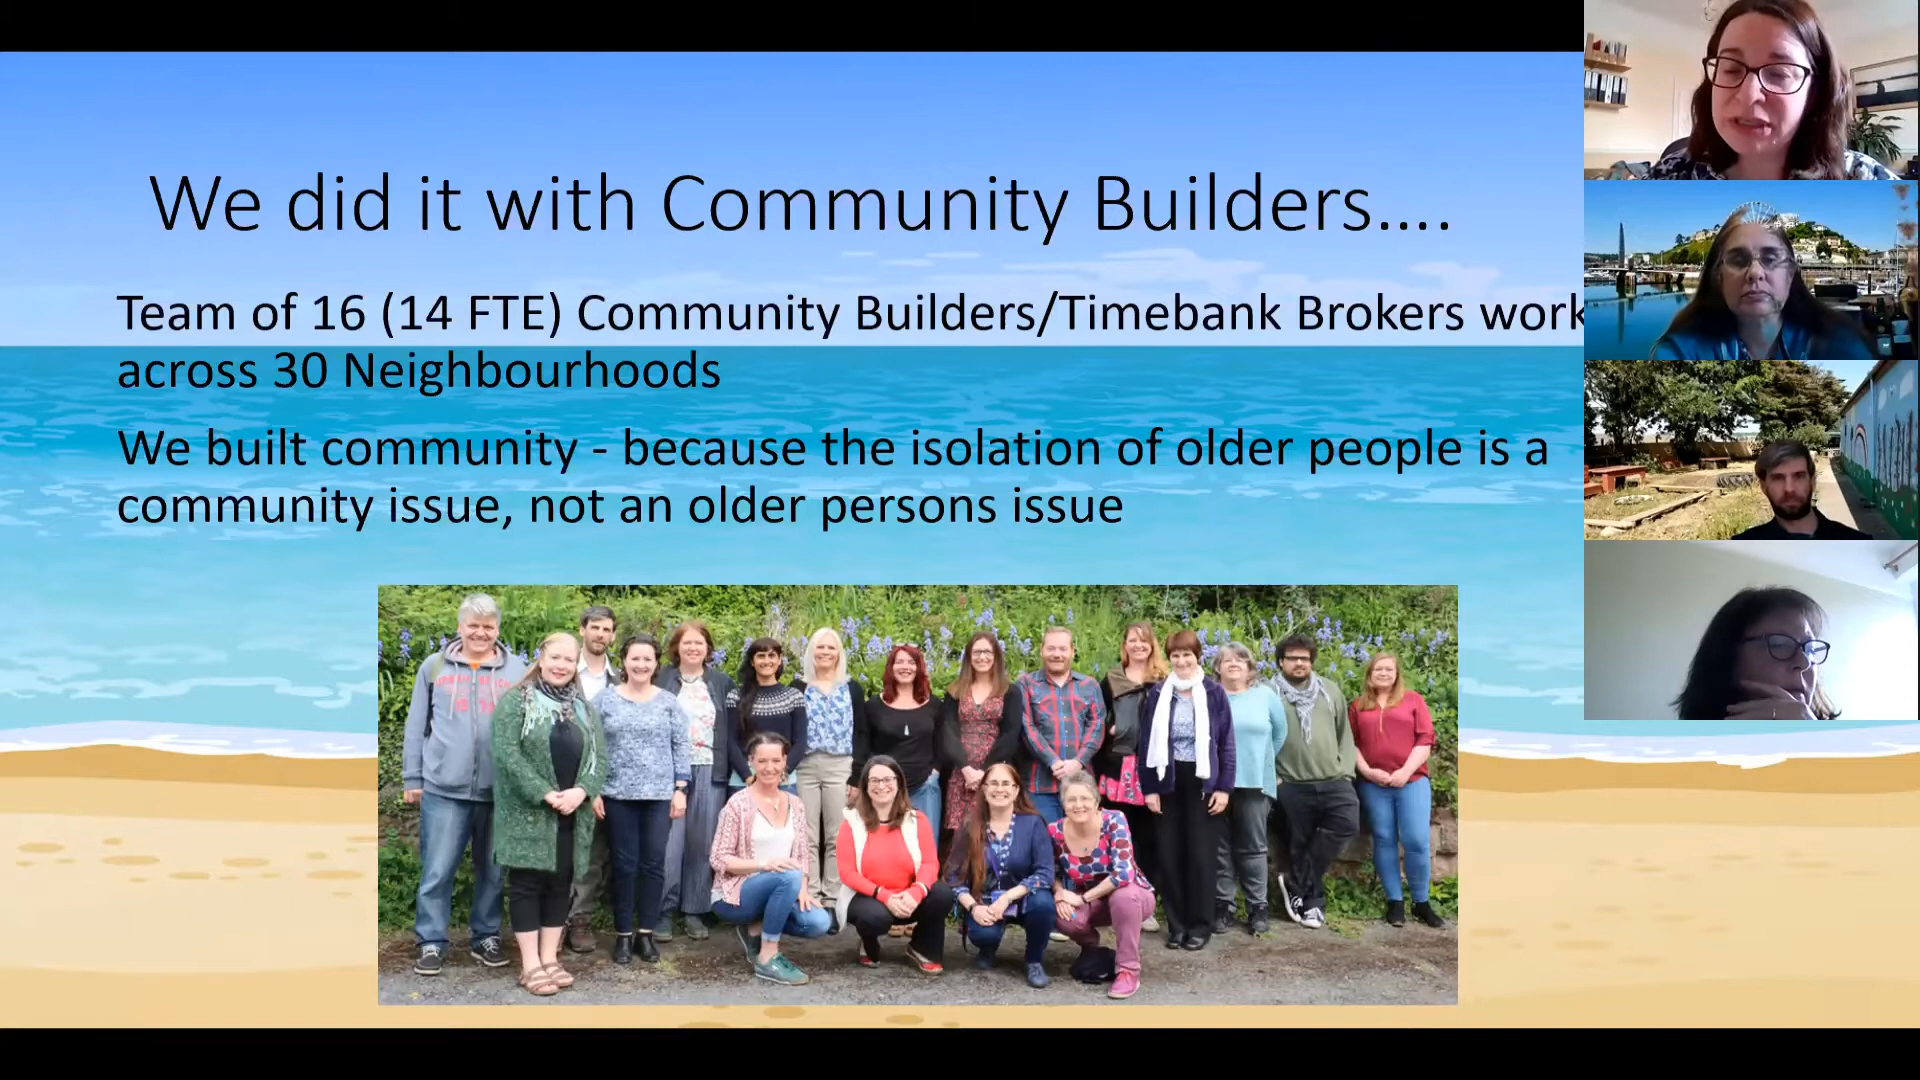 We did it with Community Builders....
Team of 16 (14 FTE) Community Builders/Timebank Brokers work
across 30 Neighbourhoods
We built community - because the isolation of older people is a
community issue, not an older persons issue